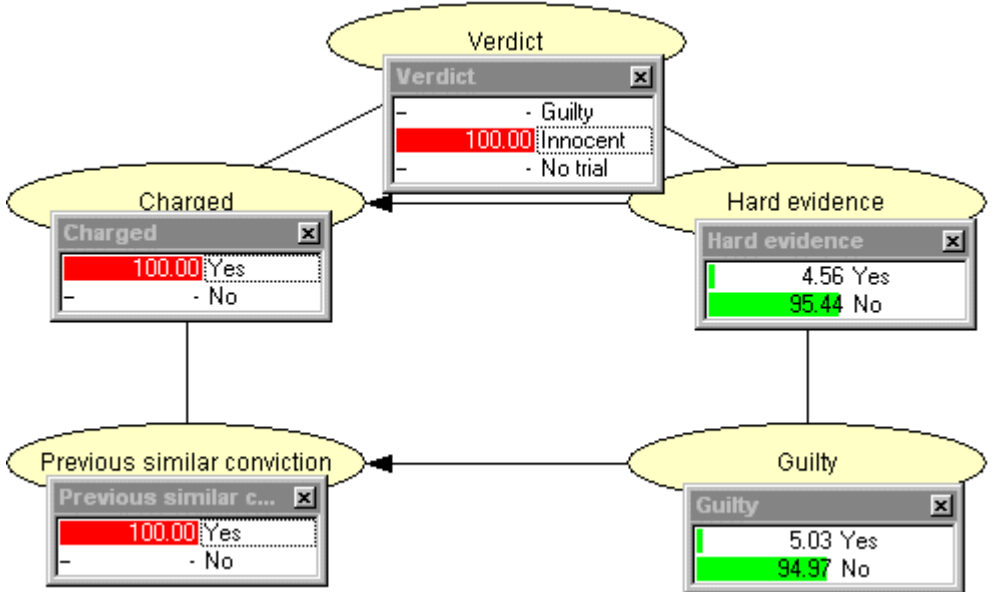 Verdict
Verdict
- - Guilty
100.00 Innocent
- - No trial
Charged
Hard evidence
Charged
100.00 Yes
- - No
Hard evidence
4.56 Yes
95.44 No
Previous similar conviction
Guilty
Previous similar c...
100.00 Yes
- - No
Guilty
5.03 Yes
94.97 No